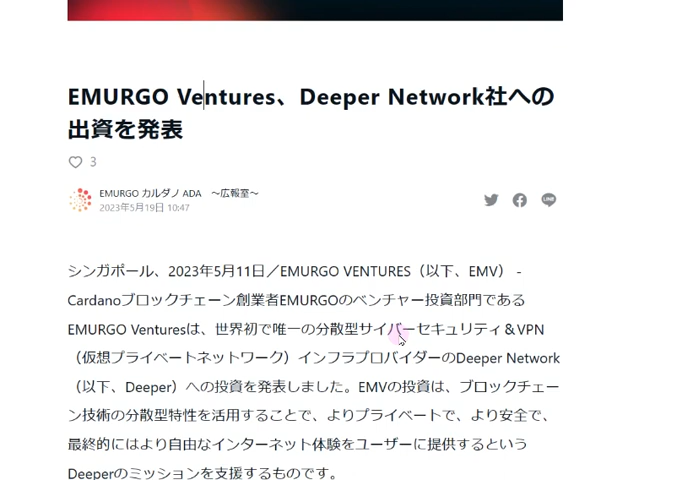 EMURGO Ventures、Deeper Network社への
出資を発表
3
EMURGO カルダノ ADA　〜広報室〜
2023年5月19日 10:47
LINE
シンガポール、2023年5月11日／EMURGO VENTURES（以下、EMV） -
Cardanoブロックチェーン創業者EMURGOのベンチャー投資部門である
EMURGO Venturesは、世界初で唯一の分散型サイバーセキュリティ＆VPN
（仮想プライベートネットワーク）インフラプロバイダーのDeeper Network
（以下、Deeper）への投資を発表しました。EMVの投資は、ブロックチェー
ン技術の分散型特性を活用することで、よりプライベートで、より安全で、
最終的にはより自由なインターネット体験をユーザーに提供するという
Deeperのミッションを支援するものです。